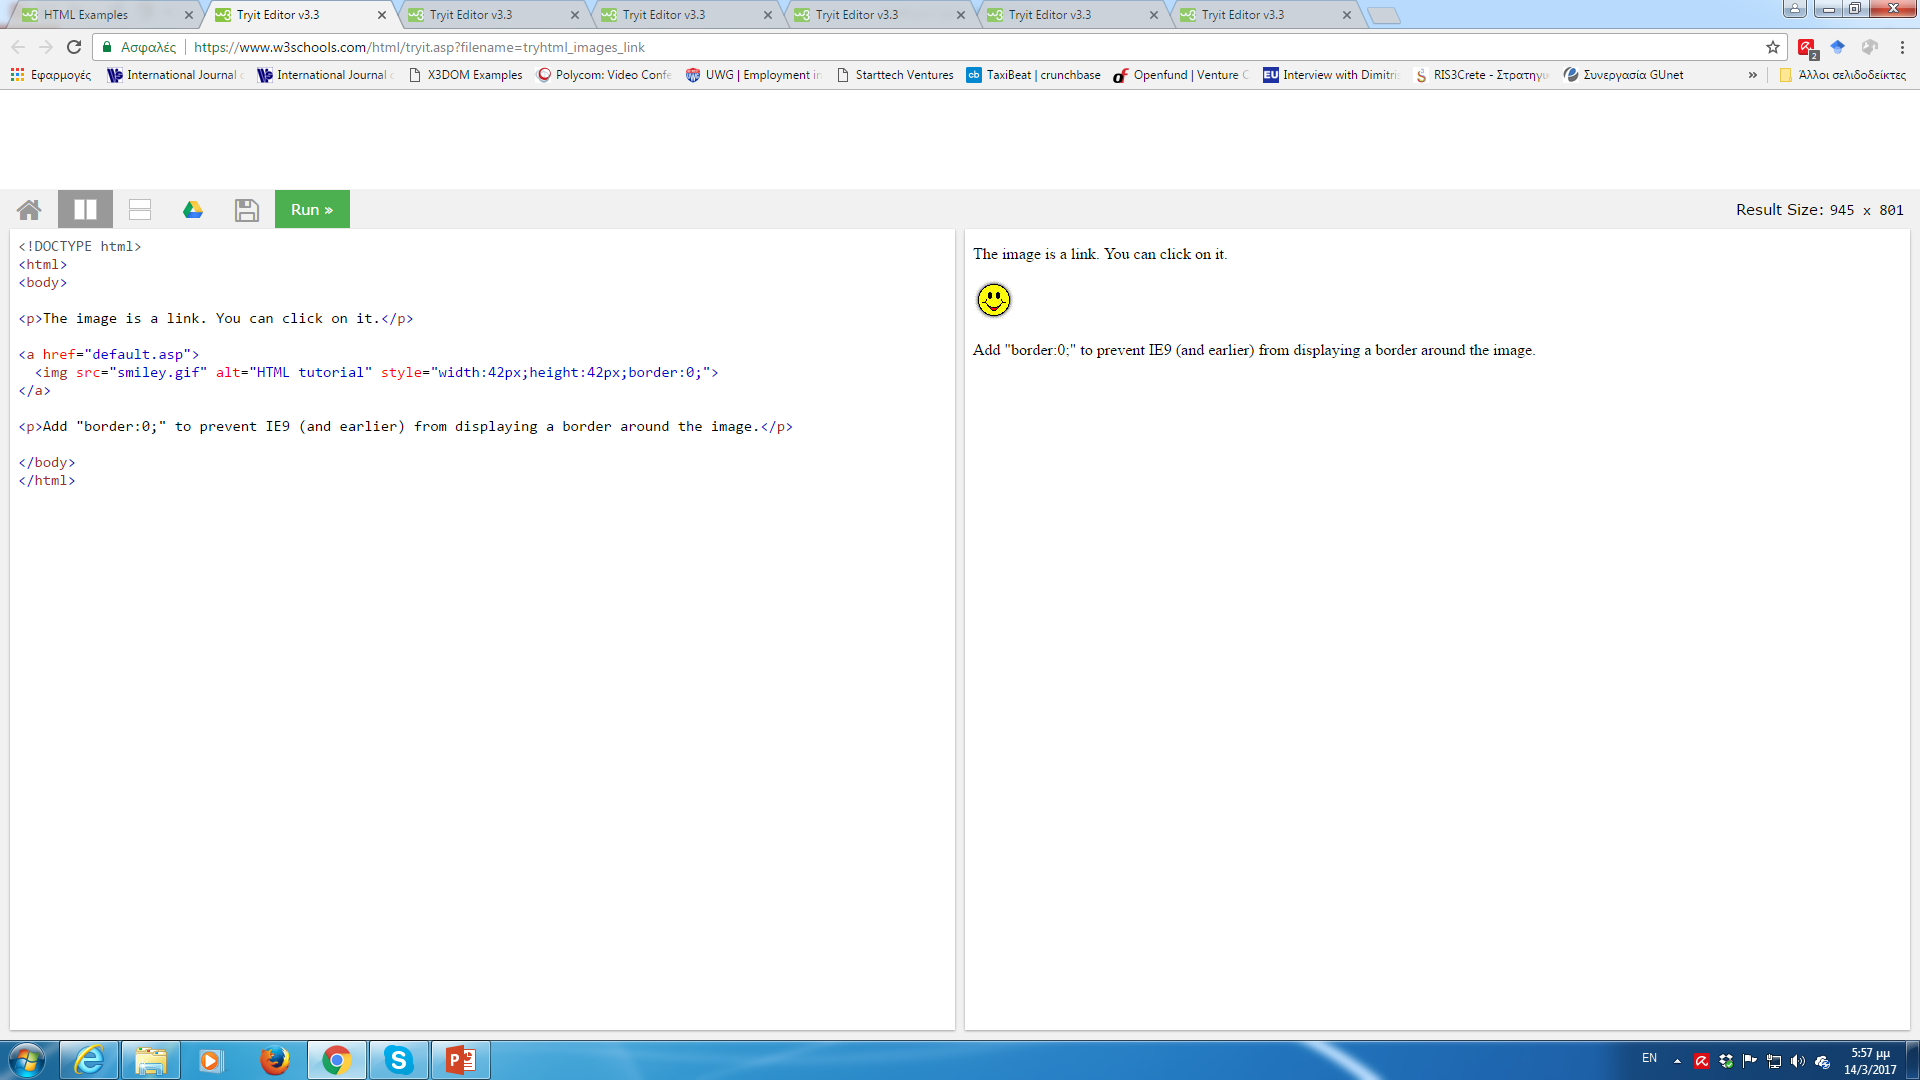 HTML Examples
Tryit Editor v3.3
Tryit Editor v3.3
Tryit Editor v3.3
Tryit Editor v3.3
Tryit Editor v3.3
Tryit Editor v3.3
Ασφαλές
https://www.w3schools.com/html/tryit.asp?filename=tryhtml_images_link
2
Εφαρμογές
International Journal
International Journal
X3DOM Examples
Polycom: Video Confe
UWG | Employment in
Starttech Ventures
cb TaxiBeat | crunchbase
Openfund | Venture C
EU Interview with Dimitri
RIS3Crete - Στρατηγι
Συνεργασία GUnet
»
Άλλοι σελιδοδείκτες
Run »
Result Size: 945 x 801
<!DOCTYPE html>
<html>
<body>
<p>The image is a link. You can click on it.</p>
<a href="default.asp">
<img src="smiley.gif" alt="HTML tutorial" style="width:42px;height:42px;border:0;">
</a>
<p>Add "border:0;" to prevent IE9 (and earlier) from displaying a border around the image.</p>
</body>
</html>
The image is a link. You can click on it.
Add "border:0;" to prevent IE9 (and earlier) from displaying a border around the image.
EN
5:57 μμ
14/3/2017